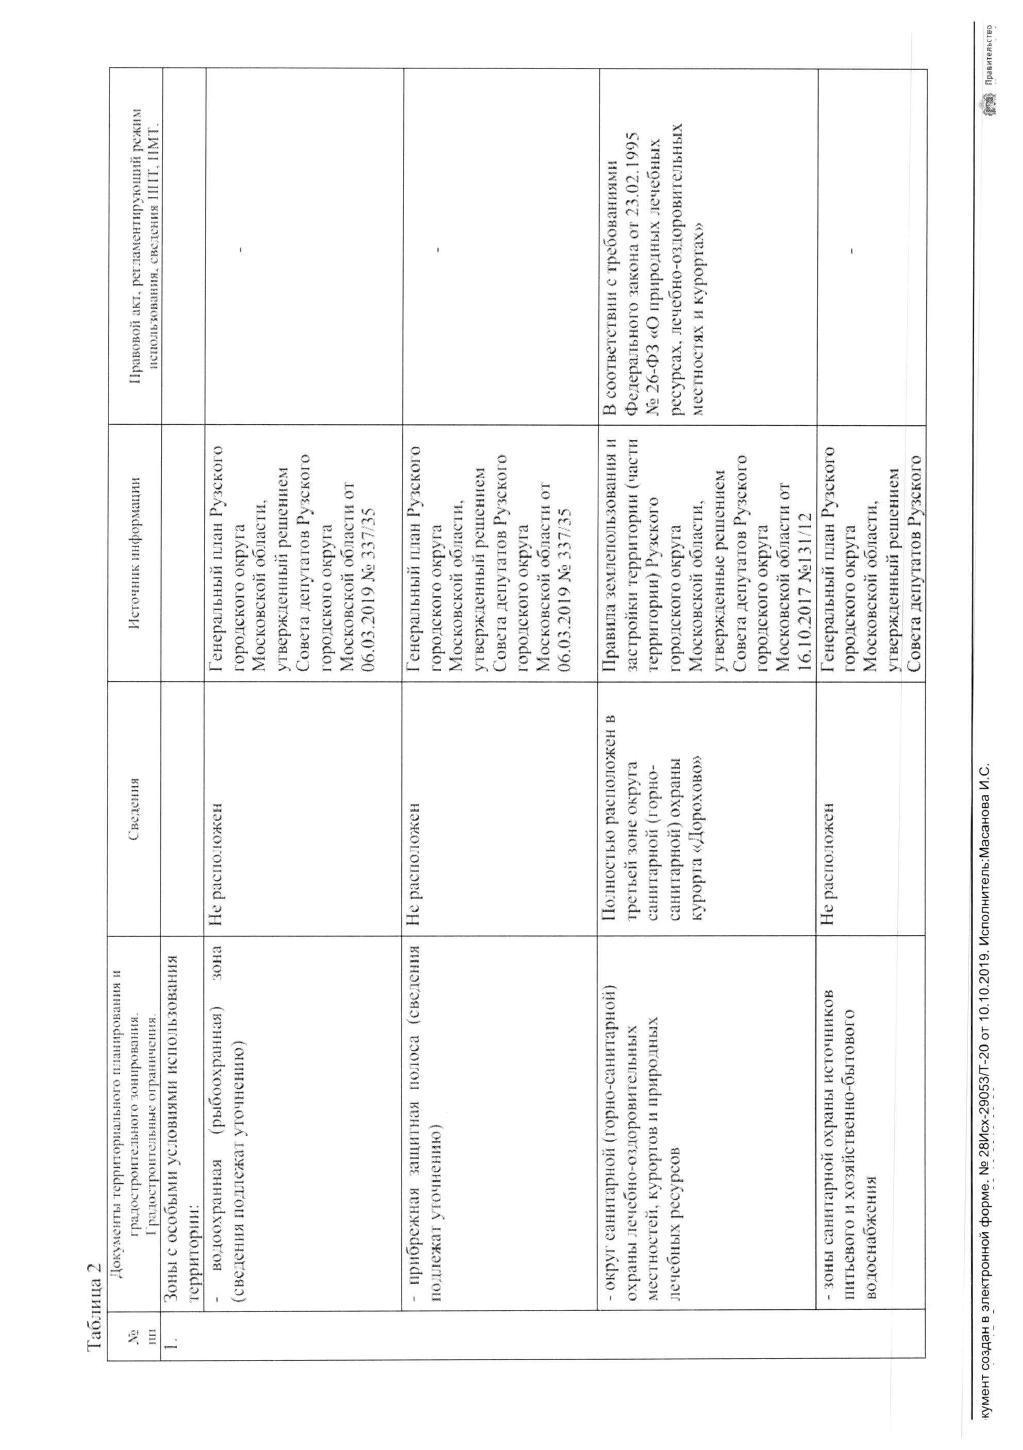 Таблица 2
№
пп
Документы территориального планирования и
градостроительного зонирования.
Градостроительные ограничения.
Сведения
Источник информации
Правовой акт, регламентирующий режим
использования, сведения ППТ, ПМТ.
1.
Зоны с особыми условиями использования
территории:
- водоохранная (рыбоохранная) зона
(сведения подлежат уточнению)
Не расположен
Генеральный план Рузского
городского округа
Московской области,
утвержденный решением
Совета депутатов Рузского
городского округа
Московской области от
06.03.2019 № 337/35
-
- прибрежная защитная полоса (сведения
подлежат уточнению)
Не расположен
Генеральный план Рузского
городского округа
Московской области,
утвержденный решением
Совета депутатов Рузского
городского округа
Московской области от
06.03.2019 № 337/35
-
- округ санитарной (горно-санитарной)
охраны лечебно-оздоровительных
местностей, курортов и природных
лечебных ресурсов
Полностью расположен в
третьей зоне округа
санитарной (горно-
санитарной) охраны
курорта «Дорохово»
Правила землепользования и
застройки территории (части
территории) Рузского
городского округа
Московской области,
утвержденные решением
Совета депутатов Рузского
городского округа
Московской области от
16.10.2017 №131/12
В соответствии с требованиями
Федерального закона от 23.02.1995
№ 26-ФЗ «О природных лечебных
ресурсах, лечебно-оздоровительных
местностях и курортах»
- зоны санитарной охраны источников
питьевого и хозяйственно-бытового
водоснабжения
Не расположен
Генеральный план Рузского
городского округа
Московской области,
утвержденный решением
Совета депутатов Рузского
-
кумент создан в электронной форме. № 28Исх-29053/Т-20 от 10.10.2019. Исполнитель:Масанова И.С.
Правительство